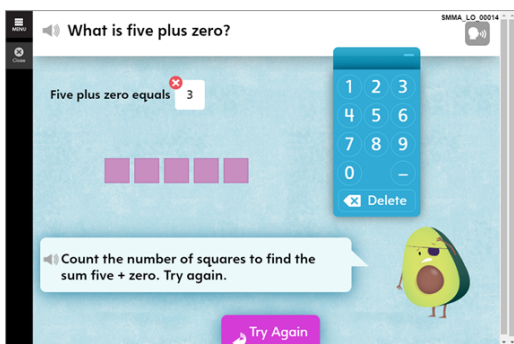 SMMA_LO_00014
MENU
What is five plus zero?
Close
Five plus zero equals 3
1 2 3
4 5 6
7 8 9
0 –
Delete
Count the number of squares to find the
sum five + zero. Try again.
Try Again